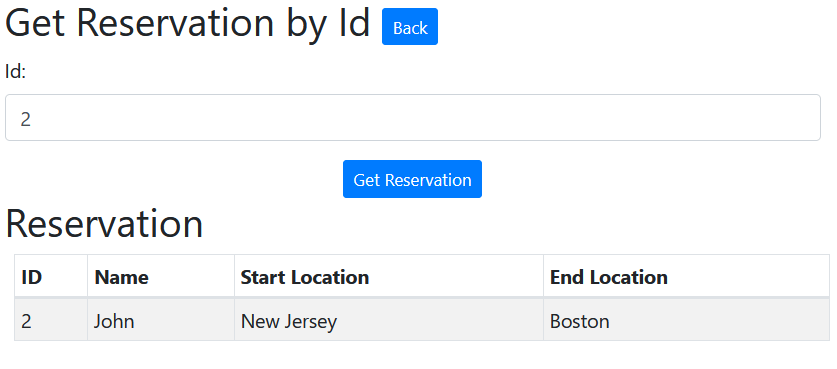 Get Reservation by Id Back
Id:
2
Get Reservation
Reservation
ID Name Start Location End Location
2 John New Jersey Boston